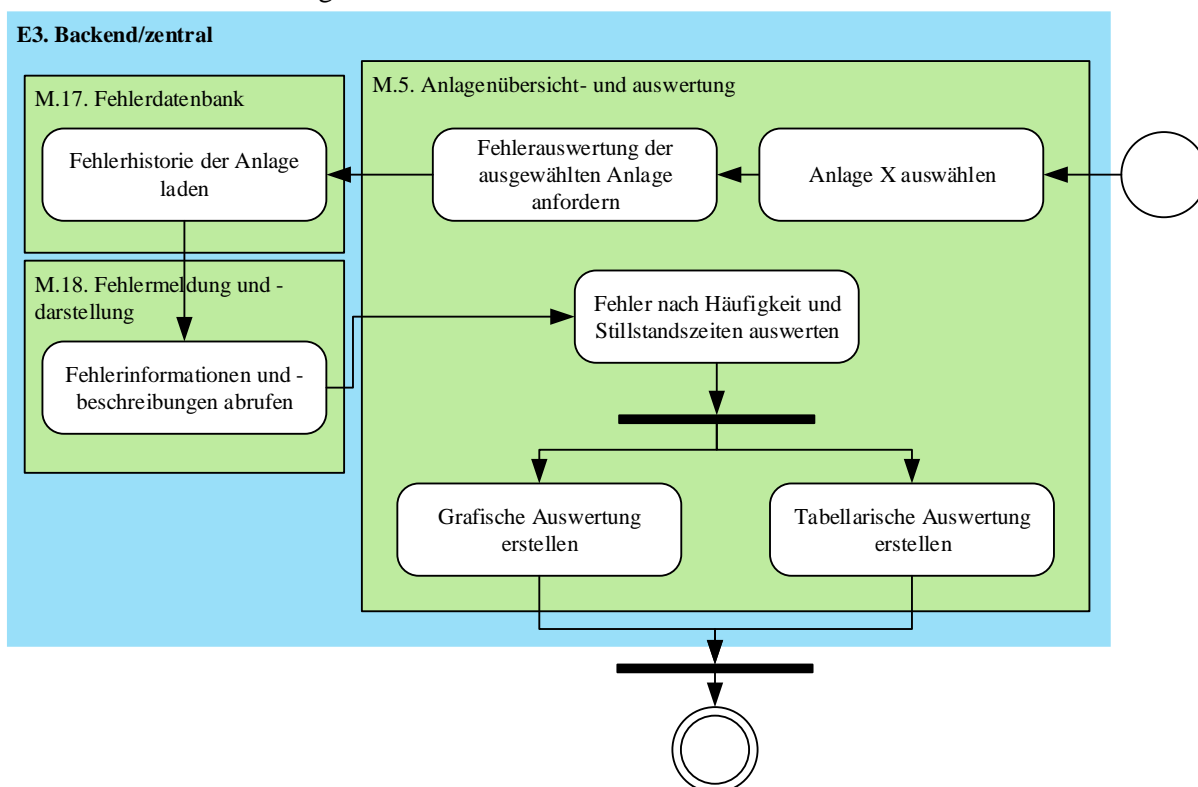 E3. Backend/zentral
M.17. Fehlerdatenbank
Fehlerhistorie der Anlage
laden
M.18. Fehlermeldung und -
darstellung
Fehlerinformationen und -
beschreibungen abrufen
M.5. Anlagenübersicht- und auswertung
Fehlerauswertung der
ausgewählten Anlage
anfordern
Anlage X auswählen
Fehler nach Häufigkeit und
Stillstandszeiten auswerten
Grafische Auswertung
erstellen
Tabellarische Auswertung
erstellen